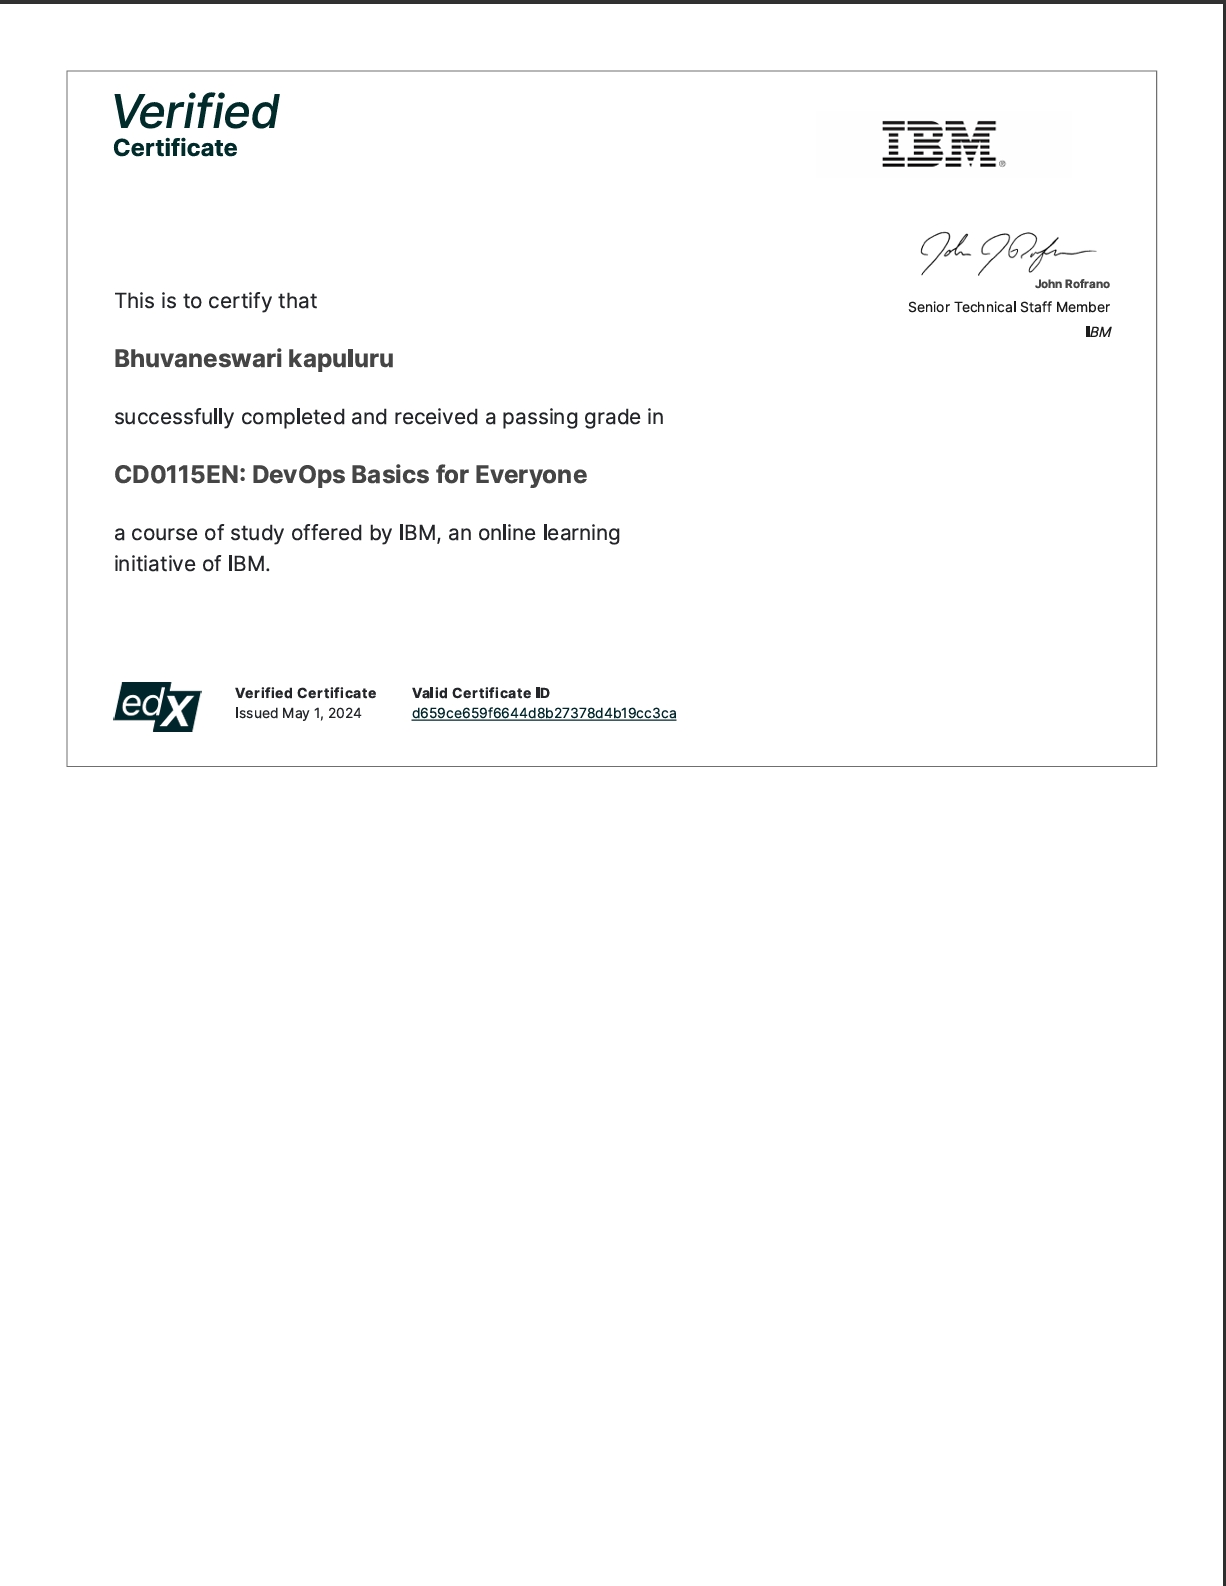 Verified
Certificate
IBM®
John J Rofrano
John Rofrano
Senior Technical Staff Member
IBM
This is to certify that
Bhuvaneswari kapuluru
successfully completed and received a passing grade in
CD0115EN: DevOps Basics for Everyone
a course of study offered by IBM, an online learning
initiative of IBM.
edX
Verified Certificate
Issued May 1, 2024
Valid Certificate ID
d659ce659f6644d8b27378d4b19cc3ca